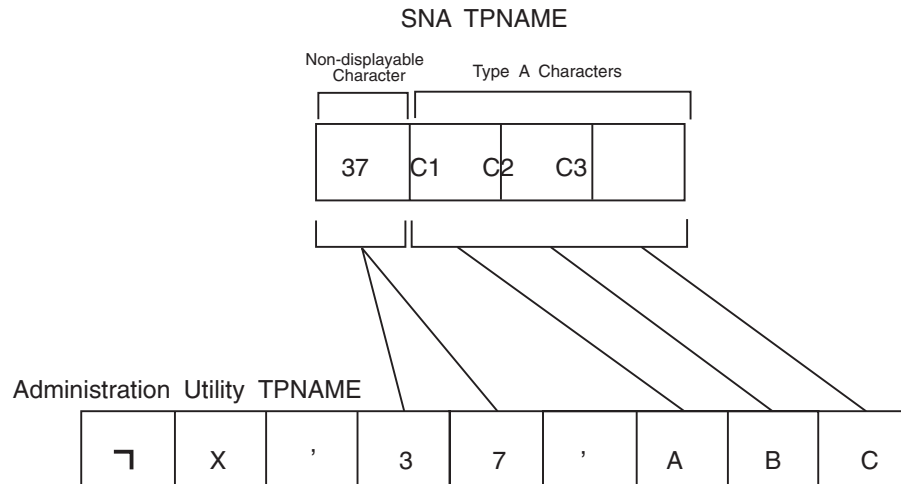 SNA TPNAME
Non-displayable
Character
Type A Characters
37 C1 C2 C3
Administration Utility TPNAME
¬ X ’ 3 7 ’ A B C